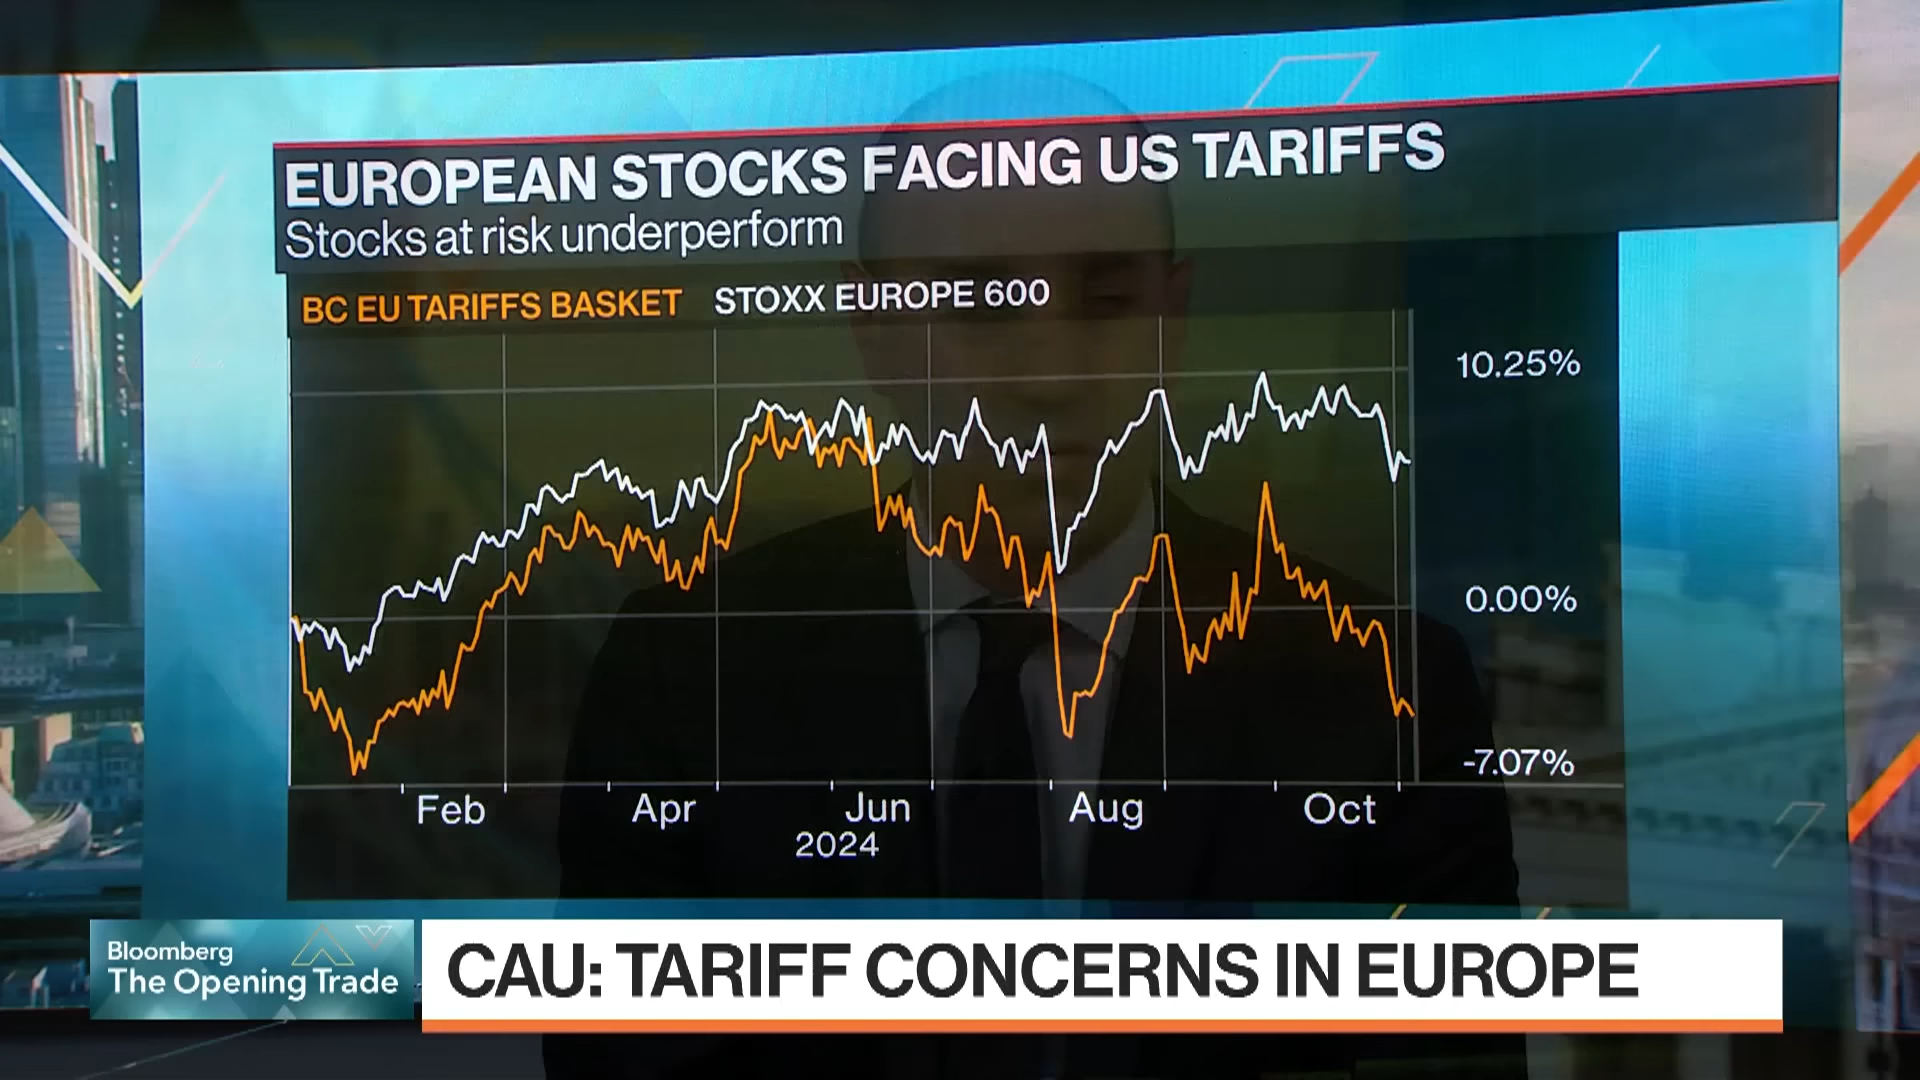 EUROPEAN STOCKS FACING US TARIFFS
Stocks at risk underperform
BC EU TARIFFS BASKET STOXX EUROPE 600
10.25%
0.00%
-7.07%
Feb Apr Jun Aug Oct
2024
Bloomberg
The Opening Trade
CAU: TARIFF CONCERNS IN EUROPE